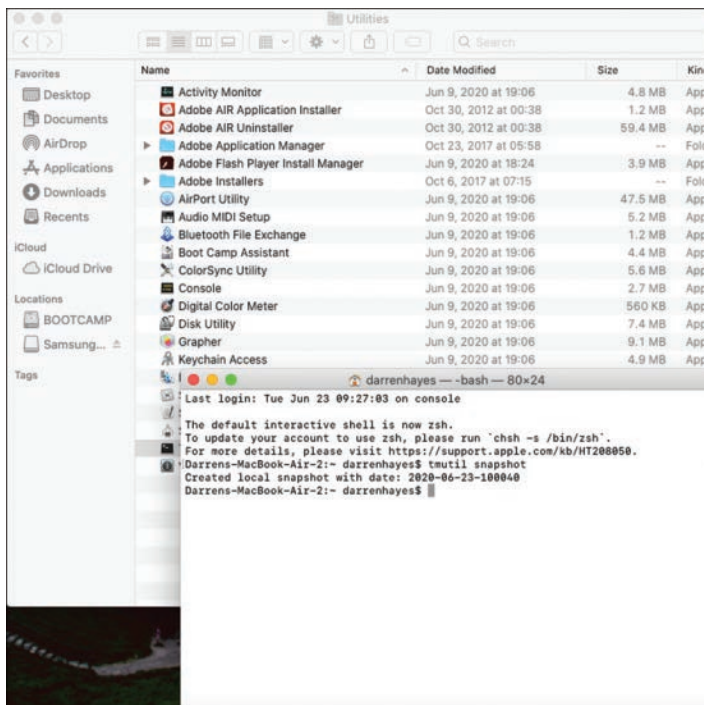 Utilities
Search
Favorites
Desktop
Documents
AirDrop
Applications
Downloads
Recents
iCloud
iCloud Drive
Locations
BOOTCAMP
Samsung...
Tags
Name Date Modified Size Kin
Activity Monitor Jun 9, 2020 at 19:06 4.8 MB App
Adobe AIR Application Installer Oct 30, 2012 at 00:38 1.2 MB App
Adobe AIR Uninstaller Oct 30, 2012 at 00:38 59.4 MB App
Adobe Application Manager Oct 23, 2017 at 05:58 -- Fold
Adobe Flash Player Install Manager Jun 9, 2020 at 18:24 3.9 MB App
Adobe Installers Oct 6, 2017 at 07:15 -- Fold
AirPort Utility Jun 9, 2020 at 19:06 47.5 MB App
Audio MIDI Setup Jun 9, 2020 at 19:06 5.2 MB App
Bluetooth File Exchange Jun 9, 2020 at 19:06 1.2 MB App
Boot Camp Assistant Jun 9, 2020 at 19:06 4.4 MB App
ColorSync Utility Jun 9, 2020 at 19:06 5.6 MB App
Console Jun 9, 2020 at 19:06 2.7 MB App
Digital Color Meter Jun 9, 2020 at 19:06 560 KB App
Disk Utility Jun 9, 2020 at 19:06 7.4 MB App
Grapher Jun 9, 2020 at 19:06 9.1 MB App
Keychain Access Jun 9, 2020 at 19:06 4.9 MB App
darrenhayes — -bash — 80×24
Last login: Tue Jun 23 09:27:03 on console
The default interactive shell is now zsh.
To update your account to use zsh, please run `chsh -s /bin/zsh`.
For more details, please visit https://support.apple.com/kb/HT208050.
Darrens-MacBook-Air-2:~ darrenhayes$ tmutil snapshot
Created local snapshot with date: 2020-06-23-100040
Darrens-MacBook-Air-2:~ darrenhayes$